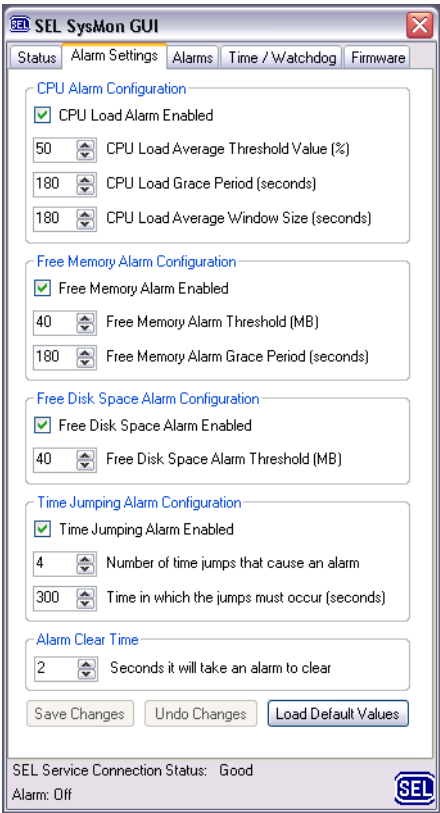 SEL SEL SysMon GUI
Status Alarm Settings Alarms Time / Watchdog Firmware
CPU Alarm Configuration
CPU Load Alarm Enabled
50 CPU Load Average Threshold Value (%)
180 CPU Load Grace Period (seconds)
180 CPU Load Average Window Size (seconds)
Free Memory Alarm Configuration
Free Memory Alarm Enabled
40 Free Memory Alarm Threshold (MB)
180 Free Memory Alarm Grace Period (seconds)
Free Disk Space Alarm Configuration
Free Disk Space Alarm Enabled
40 Free Disk Space Alarm Threshold (MB)
Time Jumping Alarm Configuration
Time Jumping Alarm Enabled
4 Number of time jumps that cause an alarm
300 Time in which the jumps must occur (seconds)
Alarm Clear Time
2 Seconds it will take an alarm to clear
Save Changes Undo Changes Load Default Values
SEL Service Connection Status: Good
Alarm: Off
SEL